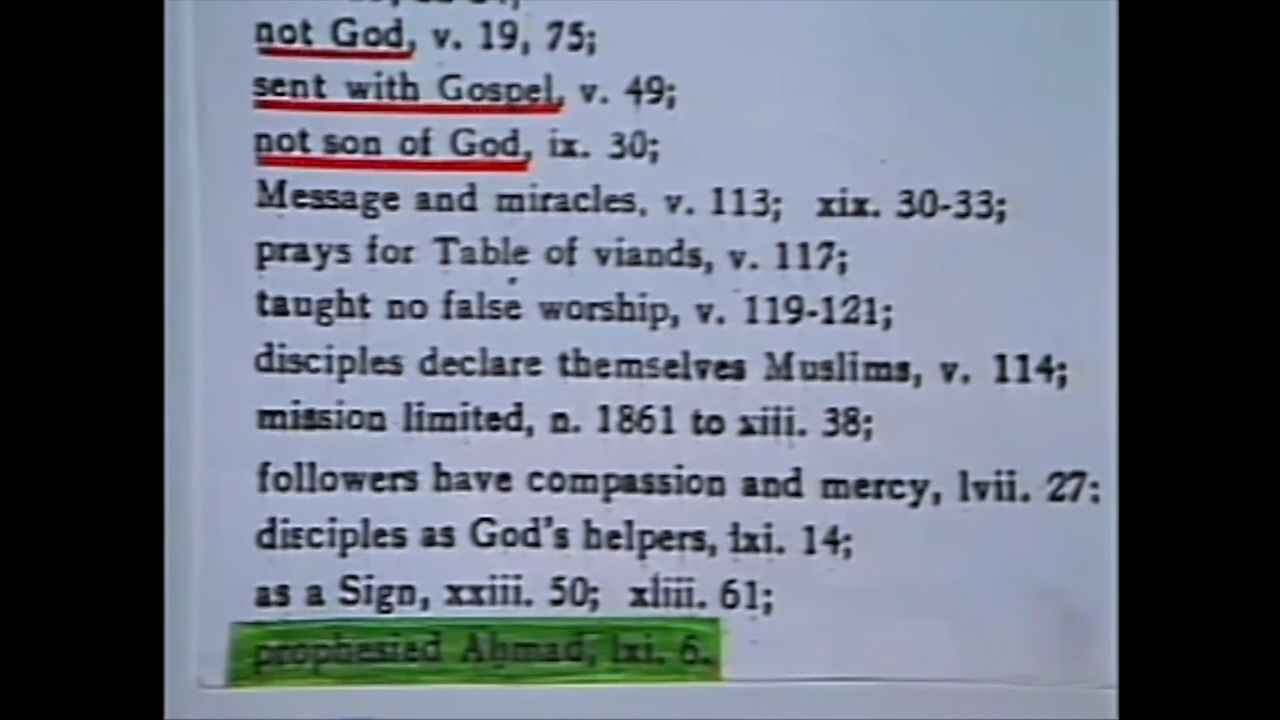 not God, v. 19, 75;
sent with Gospel, v. 49;
not son of God, ix. 30;
Message and miracles, v. 113; xix. 30-33;
prays for Table of viands, v. 117;
taught no false worship, v. 119-121;
disciples declare themselves Muslims, v. 114;
mission limited, n. 1861 to xiii. 38;
followers have compassion and mercy, lvii. 27:
disciples as God's helpers, lxi. 14;
as a Sign, xxiii. 50; xliii. 61;
prophesied Ahmad, lxi. 6.